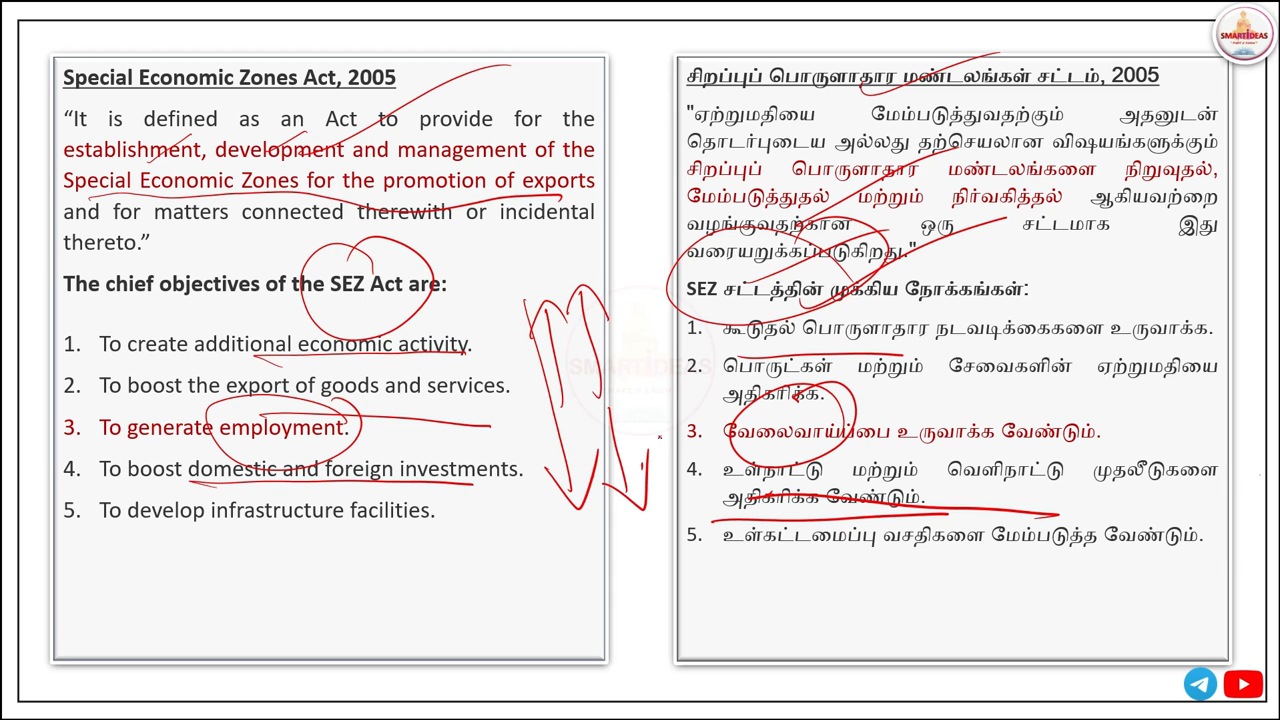 SMARTIDEAS
Special Economic Zones Act, 2005
“It is defined as an Act to provide for the
establishment, development and management of the
Special Economic Zones for the promotion of exports
and for matters connected therewith or incidental
thereto.”
The chief objectives of the SEZ Act are:
1. To create additional economic activity.
2. To boost the export of goods and services.
3. To generate employment.
4. To boost domestic and foreign investments.
5. To develop infrastructure facilities.
சிறப்புப் பொருளாதார மண்டலங்கள் சட்டம், 2005
"ஏற்றுமதியை மேம்படுத்துவதற்கும் அதனுடன்
தொடர்புடைய அல்லது தற்செயலான விஷயங்களுக்கும்
சிறப்புப் பொருளாதார மண்டலங்களை நிறுவுதல்,
மேம்படுத்துதல் மற்றும் நிர்வகித்தல் ஆகியவற்றை
வழங்குவதற்கான ஒரு சட்டமாக இது
வரையறுக்கப்படுகிறது."
SEZ சட்டத்தின் முக்கிய நோக்கங்கள்:
1. கூடுதல் பொருளாதார நடவடிக்கைகளை உருவாக்க.
2. பொருட்கள் மற்றும் சேவைகளின் ஏற்றுமதியை
அதிகரிக்க.
3. வேலைவாய்ப்பை உருவாக்க வேண்டும்.
4. உள்நாட்டு மற்றும் வெளிநாட்டு முதலீடுகளை
அதிகரிக்க வேண்டும்.
5. உள்கட்டமைப்பு வசதிகளை மேம்படுத்த வேண்டும்.
SMARTIDEAS